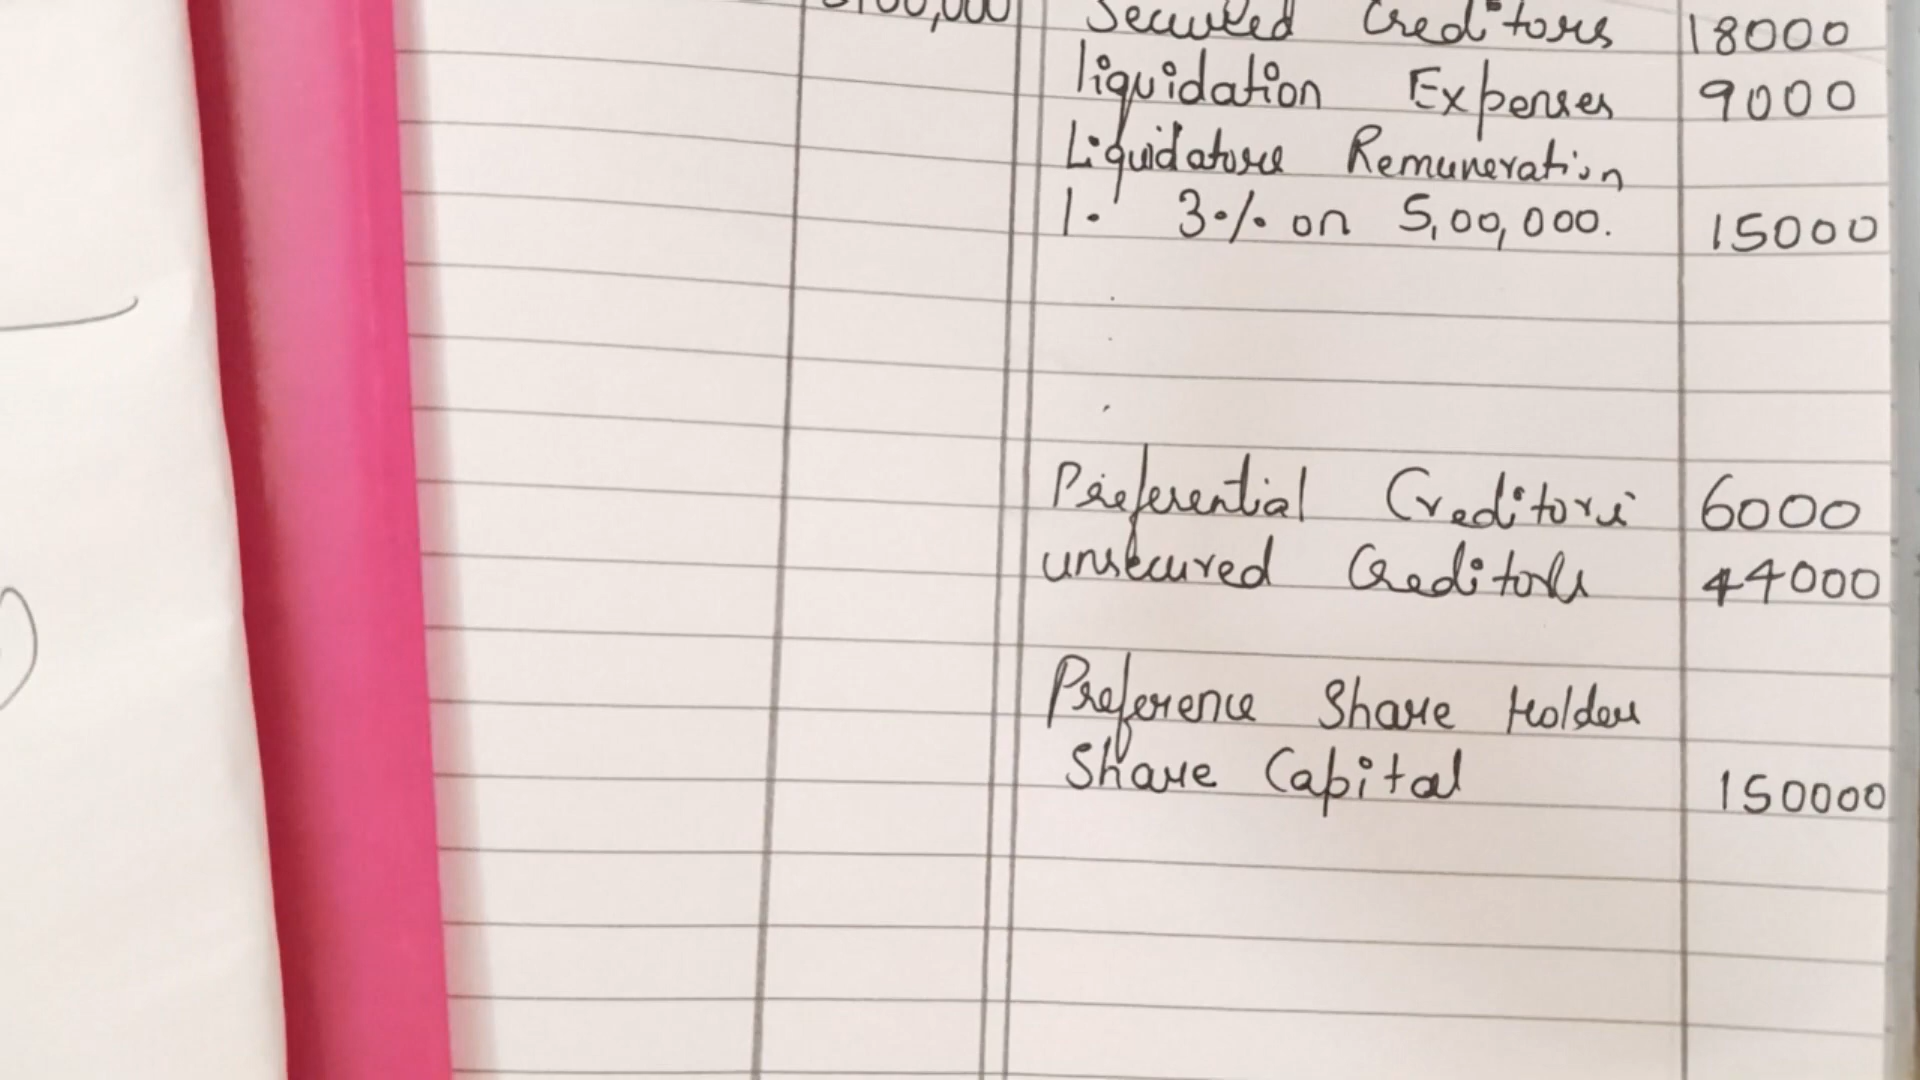 Secured Creditors 18000
liquidation Expenses 9000
Liquidators Remuneration
1. 3% on 5,00,000. 15000
Preferential Creditors 6000
unsecured Creditors 44000
Preference Share Holders
Share Capital 150000